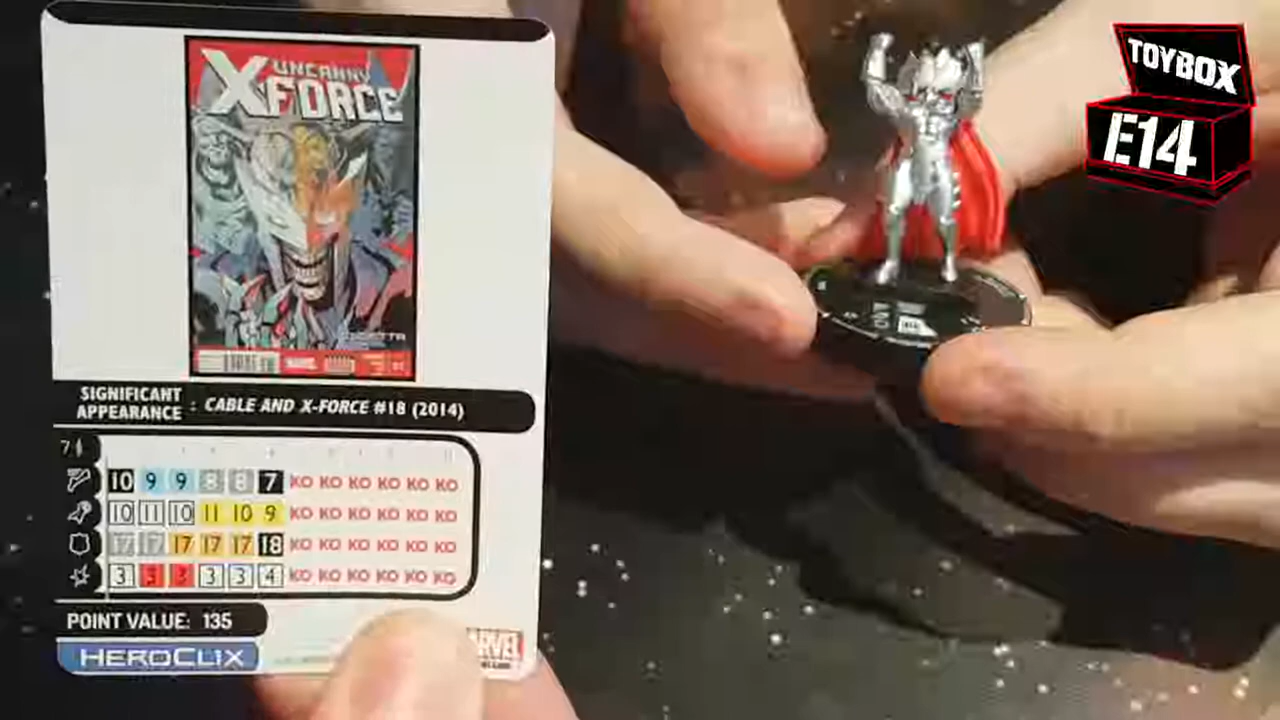 UNCANNY
X-FORCE
MARVEL
SIGNIFICANT
APPEARANCE : CABLE AND X-FORCE #18 (2014)
7
10 9 9 8 8 7 KO KO KO KO KO KO
10 11 10 11 10 9 KO KO KO KO KO KO
17 17 17 17 17 18 KO KO KO KO KO KO
3 3 3 3 3 4 KO KO KO KO KO KO
POINT VALUE: 135
HEROCLIX
MARVEL
TOYBOX
E14